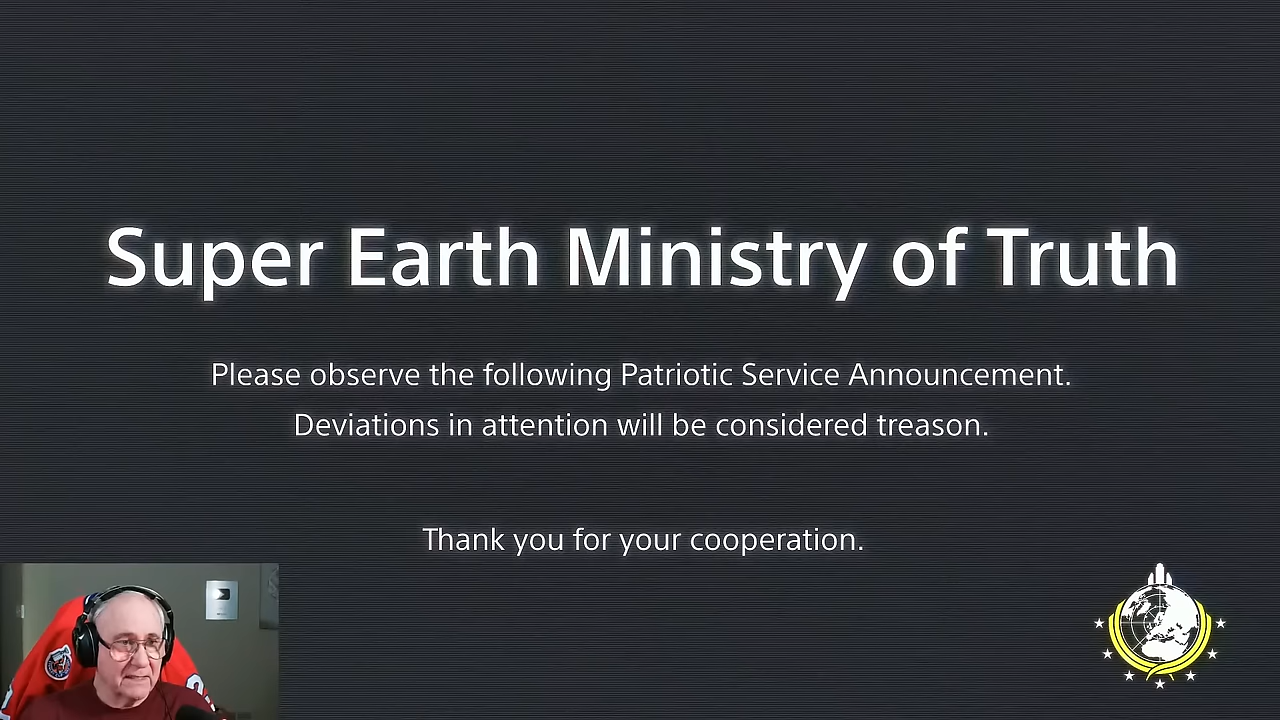 Super Earth Ministry of Truth
Please observe the following Patriotic Service Announcement.
Deviations in attention will be considered treason.
Thank you for your cooperation.